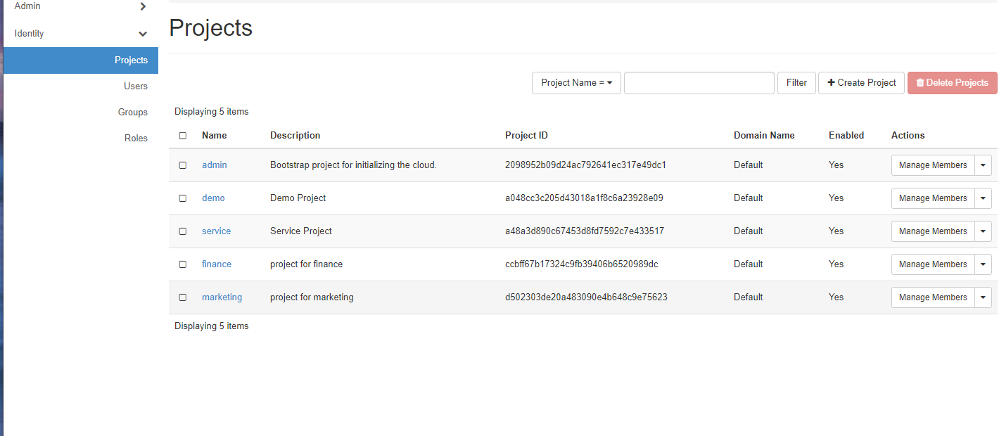 Admin
Identity
Projects
Users
Groups
Roles
Projects
Project Name = Filter Create Project Delete Projects
Displaying 5 items
Name Description Project ID Domain Name Enabled Actions
admin Bootstrap project for initializing the cloud. 2098952b09d24ac792641ec317e49dc1 Default Yes Manage Members
demo Demo Project a048cc3c205d43018a1f8c6a23928e09 Default Yes Manage Members
service Service Project a48a3d890c67453d8fd7592c7e433517 Default Yes Manage Members
finance project for finance ccbff67b17324c9fb39406b6520989dc Default Yes Manage Members
marketing project for marketing d502303de20a483090e4b648c9e75623 Default Yes Manage Members
Displaying 5 items